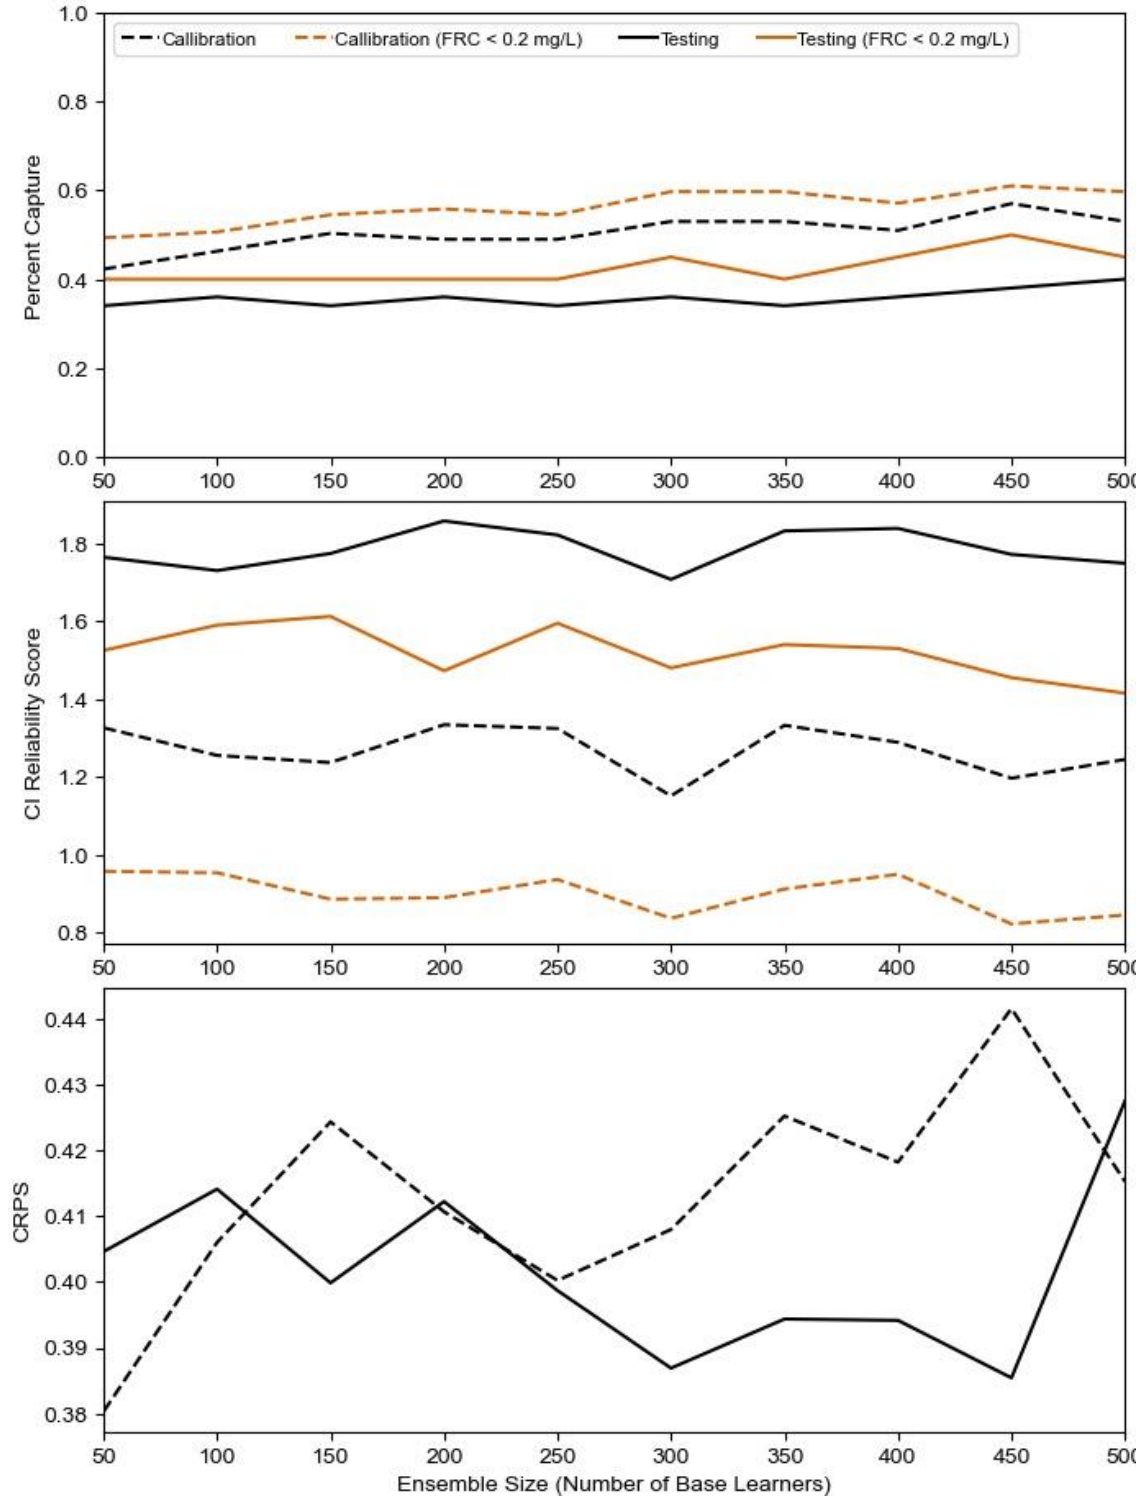 1.0
Callibration Callibration (FRC < 0.2 mg/L) Testing Testing (FRC < 0.2 mg/L)
0.8
0.6
0.4
0.2
0.0
Percent Capture
50 100 150 200 250 300 350 400 450 500
1.8
1.6
1.4
1.2
1.0
0.8
CI Reliability Score
50 100 150 200 250 300 350 400 450 500
0.44
0.43
0.42
0.41
0.40
0.39
0.38
CRPS
50 100 150 200 250 300 350 400 450 500
Ensemble Size (Number of Base Learners)